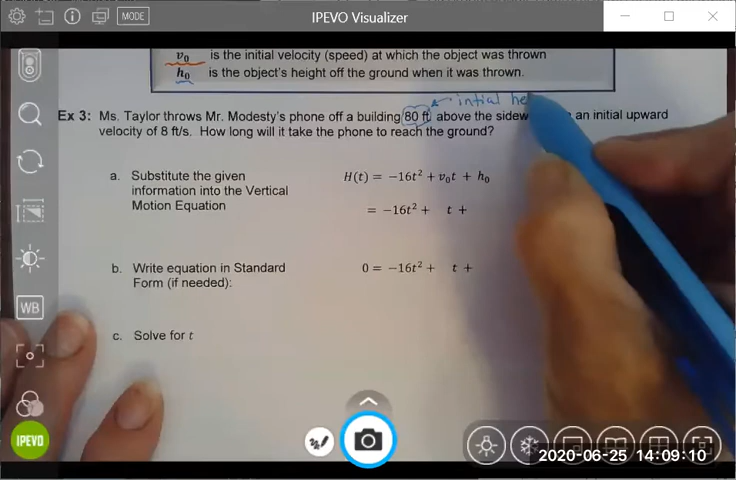 IPEVO Visualizer
MODE
v₀ is the initial velocity (speed) at which the object was thrown
h₀ is the object's height off the ground when it was thrown.
intial he
Ex 3: Ms. Taylor throws Mr. Modesty's phone off a building 80 ft above the sidew an initial upward
velocity of 8 ft/s. How long will it take the phone to reach the ground?
a. Substitute the given H(t) = −16t² + v₀t + h₀
information into the Vertical
Motion Equation = −16t² + t +
b. Write equation in Standard 0 = −16t² + t +
Form (if needed):
c. Solve for t
WB
IPEVO
2020-06-25 14:09:10